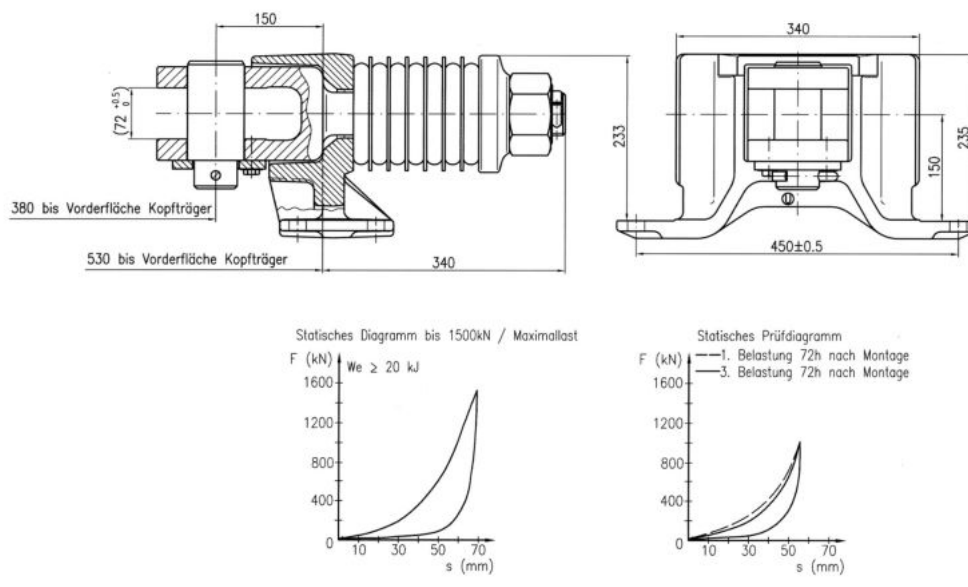 150
340
(72 +0.5 0)
233
235
150
380 bis Vorderfläche Kopfträger
530 bis Vorderfläche Kopfträger
340
450±0.5
Statisches Diagramm bis 1500kN / Maximallast
F (kN)
We ≥ 20 kJ
1600
1200
800
400
0
10
30
50
70
s (mm)
Statisches Prüfdiagramm
1. Belastung 72h nach Montage
3. Belastung 72h nach Montage
F (kN)
1600
1200
800
400
0
10
30
50
70
s (mm)